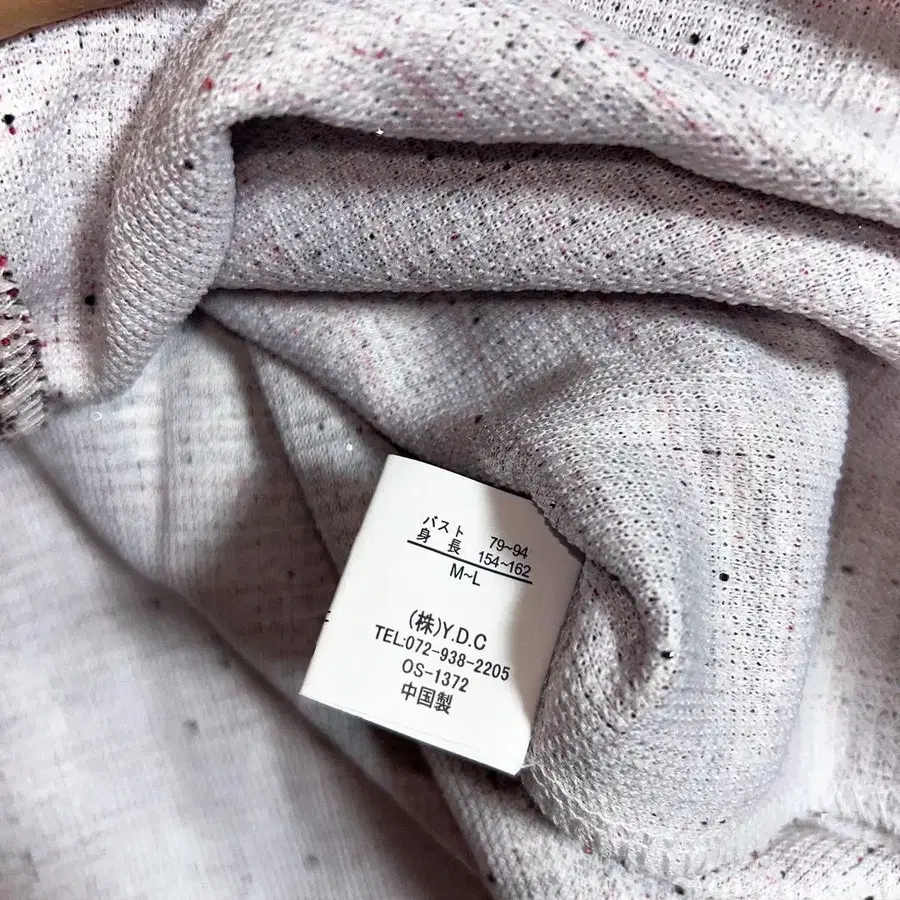 バスト 79~94
身長 154~162
M~L
(株)Y.D.C
TEL:072-938-2205
OS-1372
中国製